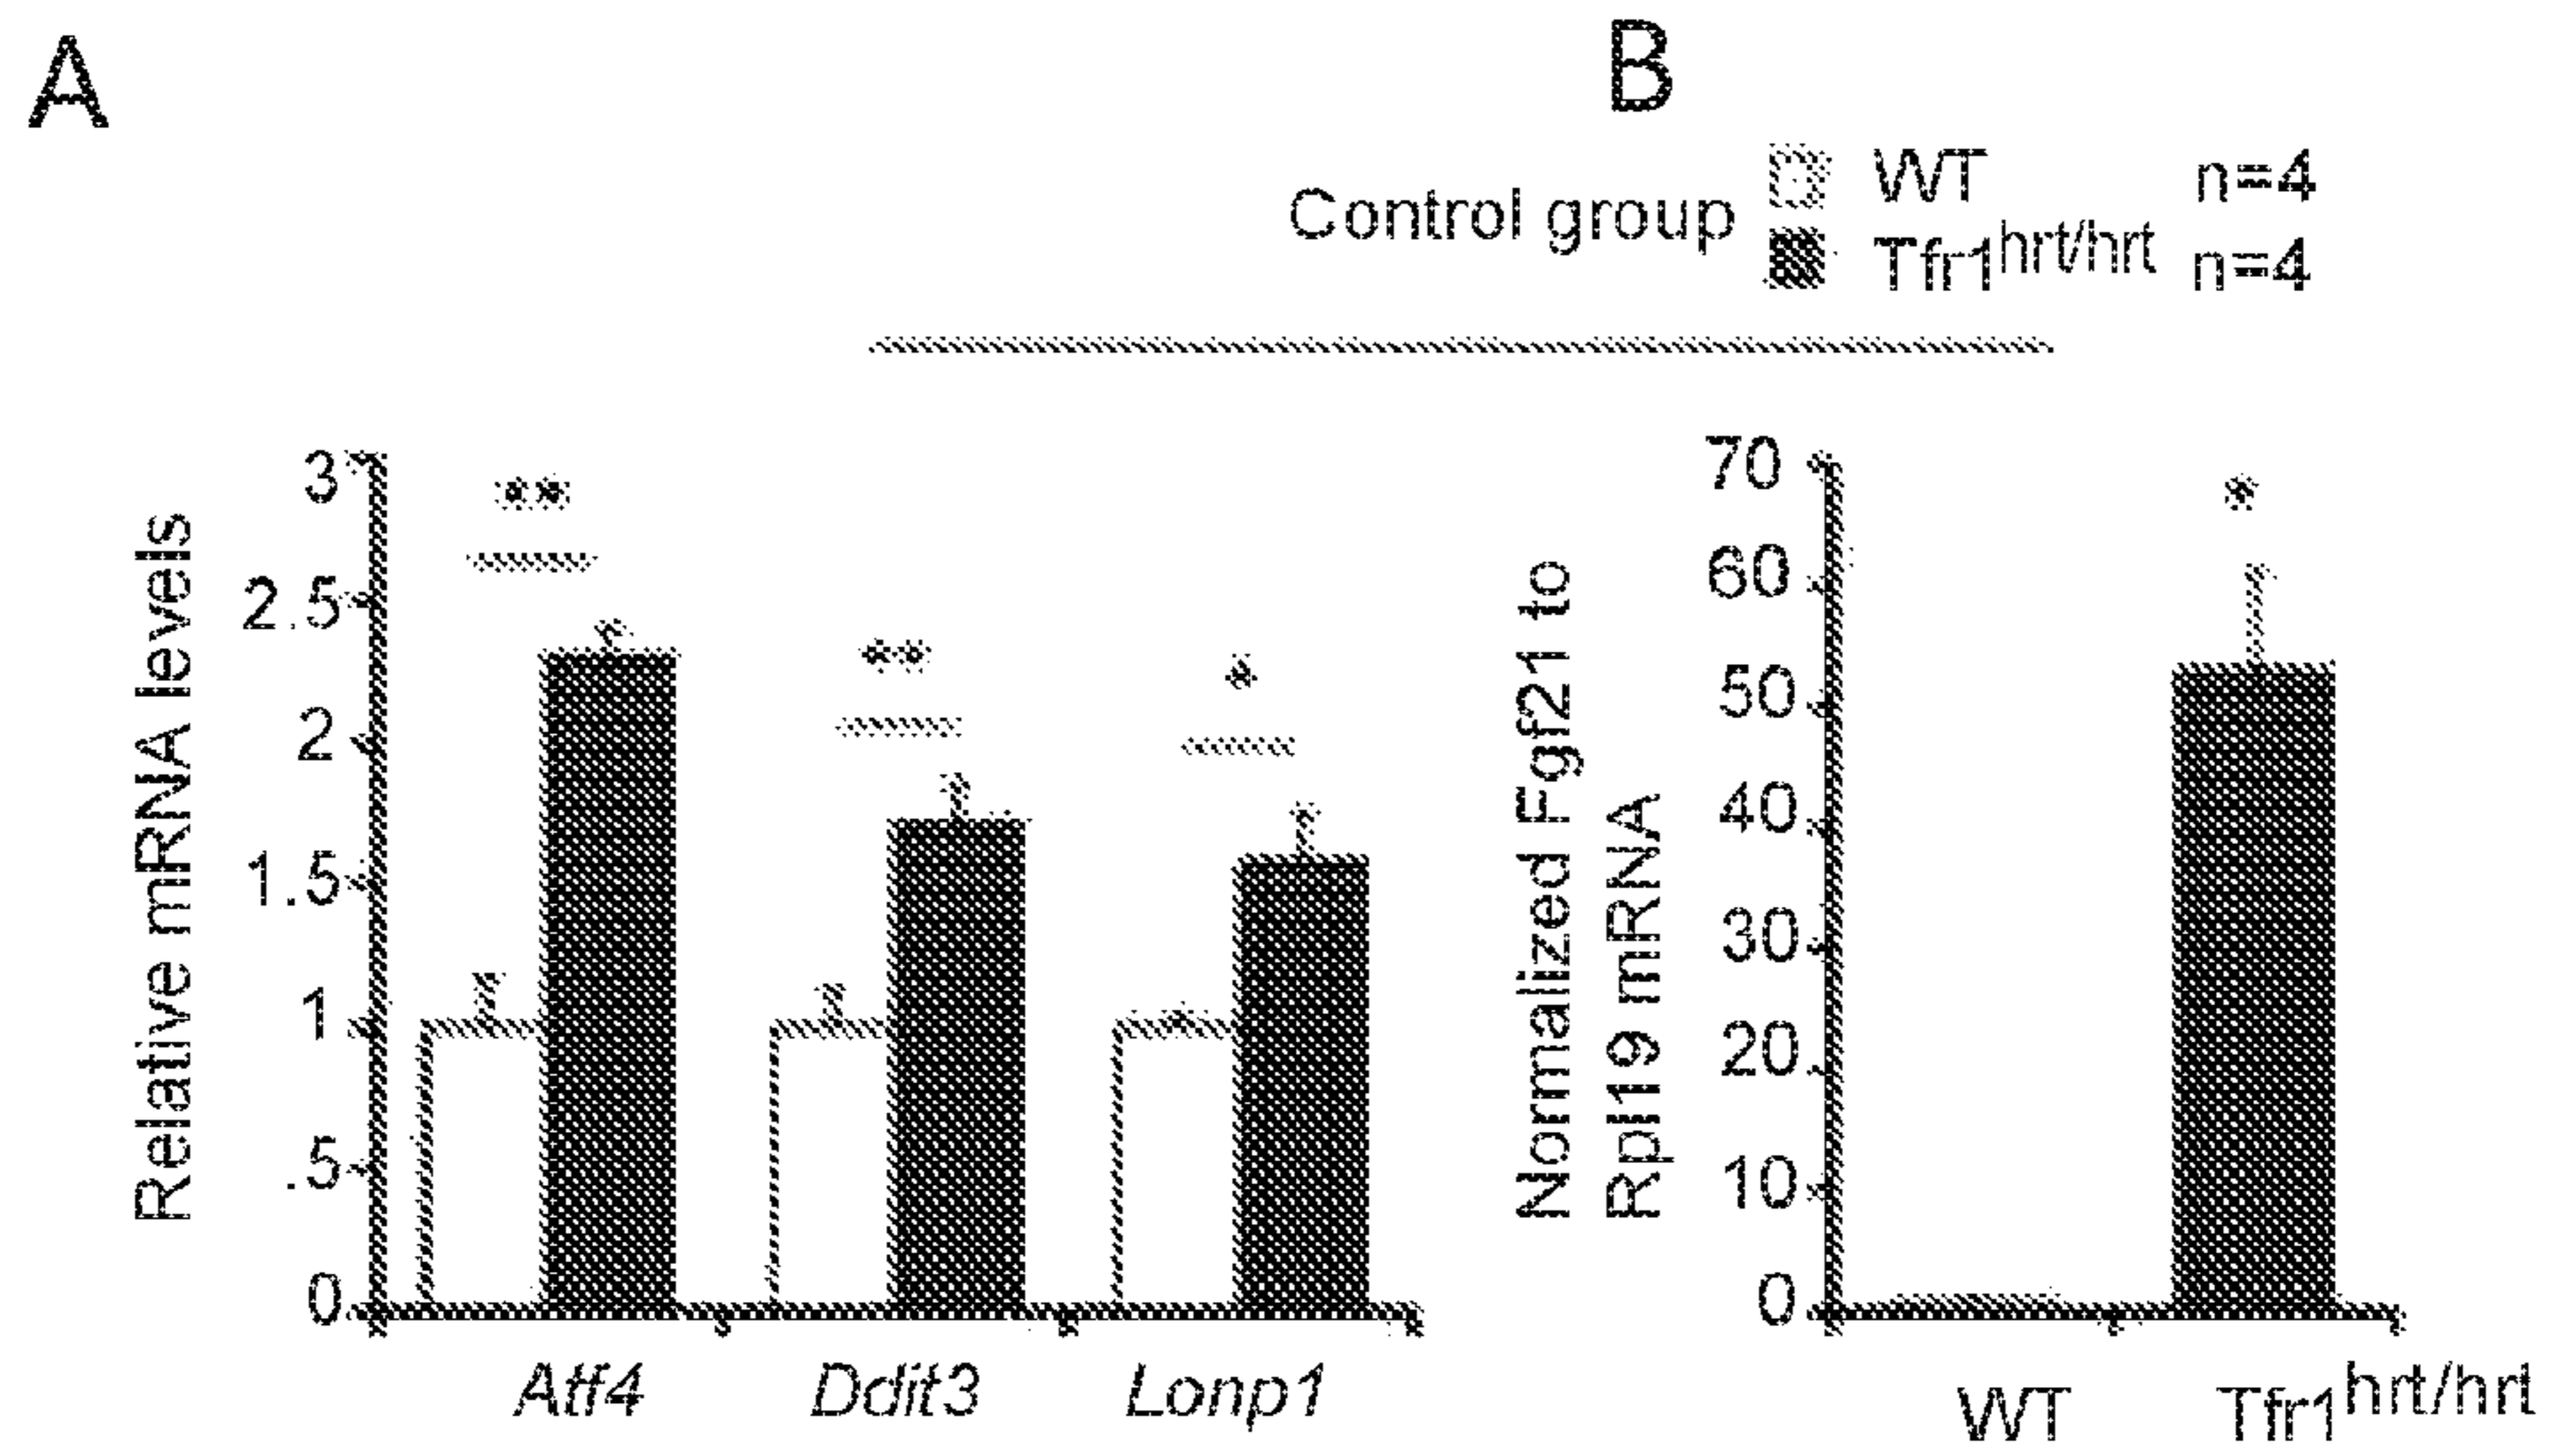 A
B
Control group
WT n=4
Tfr1hrt/hrt n=4
Relative mRNA levels
3
2.5
2
1.5
1
.5
0
**
**
*
Atf4 Ddit3 Lonp1
Normalized Fgf21 to
Rpl19 mRNA
70
60
50
40
30
20
10
0
*
WT Tfr1hrt/hrt